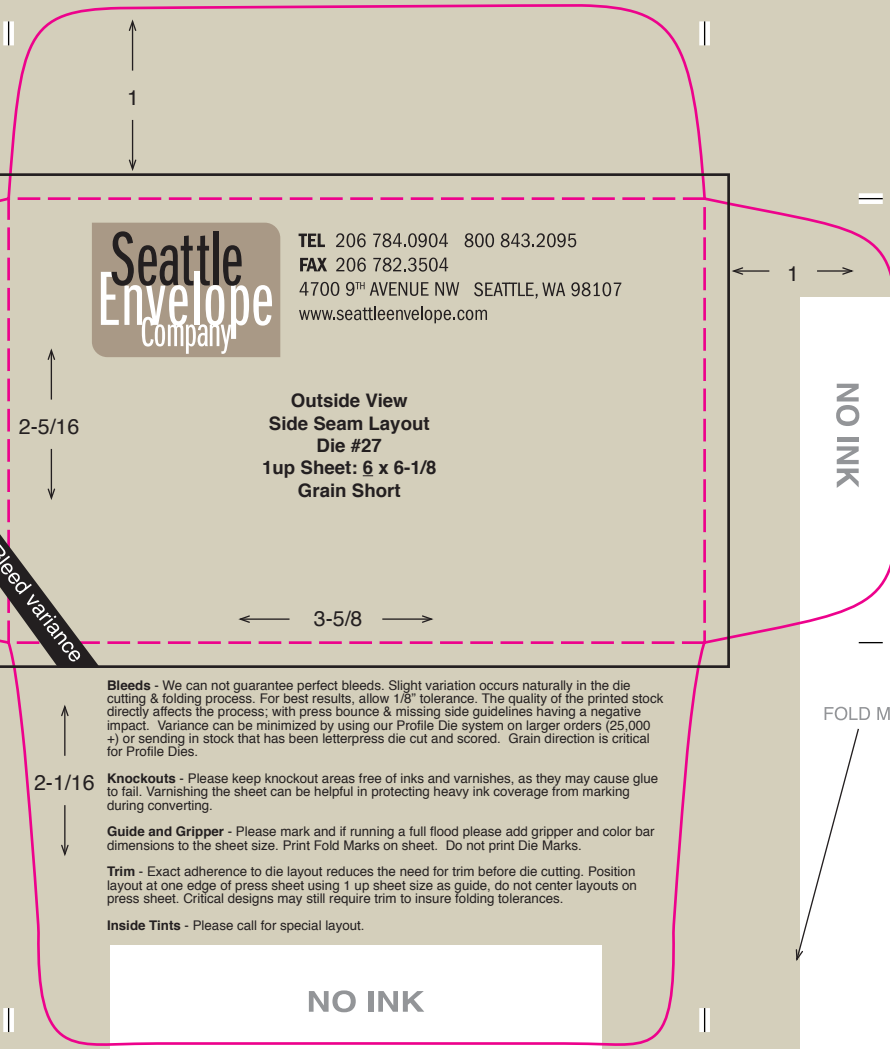 1
Seattle
Envelope
Company
TEL 206 784.0904 800 843.2095
FAX 206 782.3504
4700 9TH AVENUE NW SEATTLE, WA 98107
www.seattleenvelope.com
1
2-5/16
Outside View
Side Seam Layout
Die #27
1up Sheet: 6 x 6-1/8
Grain Short
NO INK
3-5/8
Bleed variance
Bleeds - We can not guarantee perfect bleeds. Slight variation occurs naturally in the die
cutting & folding process. For best results, allow 1/8" tolerance. The quality of the printed stock
directly affects the process; with press bounce & missing side guidelines having a negative
impact. Variance can be minimized by using our Profile Die system on larger orders (25,000
+) or sending in stock that has been letterpress die cut and scored. Grain direction is critical
for Profile Dies.
2-1/16
Knockouts - Please keep knockout areas free of inks and varnishes, as they may cause glue
to fail. Varnishing the sheet can be helpful in protecting heavy ink coverage from marking
during converting.
Guide and Gripper - Please mark and if running a full flood please add gripper and color bar
dimensions to the sheet size. Print Fold Marks on sheet. Do not print Die Marks.
Trim - Exact adherence to die layout reduces the need for trim before die cutting. Position
layout at one edge of press sheet using 1 up sheet size as guide, do not center layouts on
press sheet. Critical designs may still require trim to insure folding tolerances.
Inside Tints - Please call for special layout.
FOLD M
NO INK